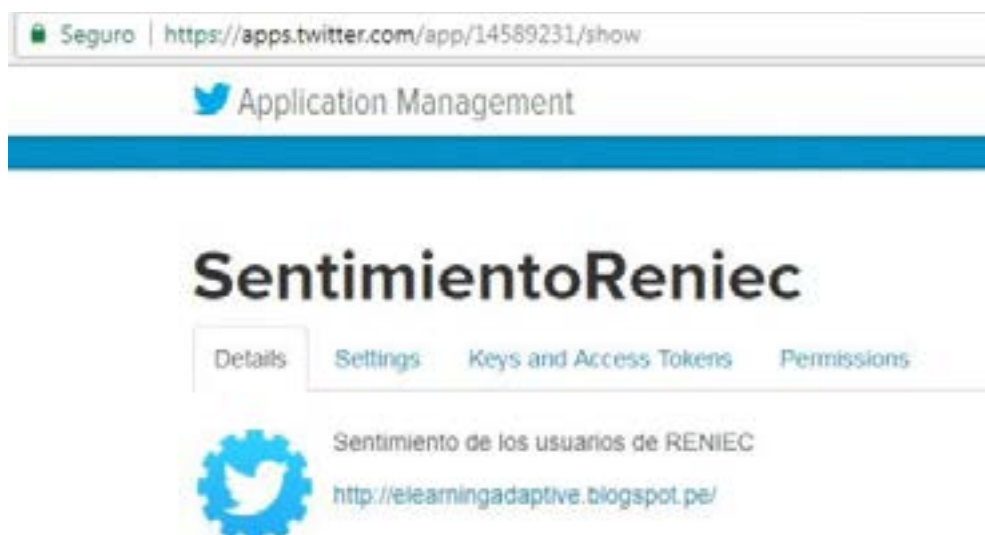 Seguro | https://apps.twitter.com/app/14589231/show
Application Management
SentimientoReniec
Details Settings Keys and Access Tokens Permissions
Sentimiento de los usuarios de RENIEC
http://elearningadaptive.blogspot.pe/